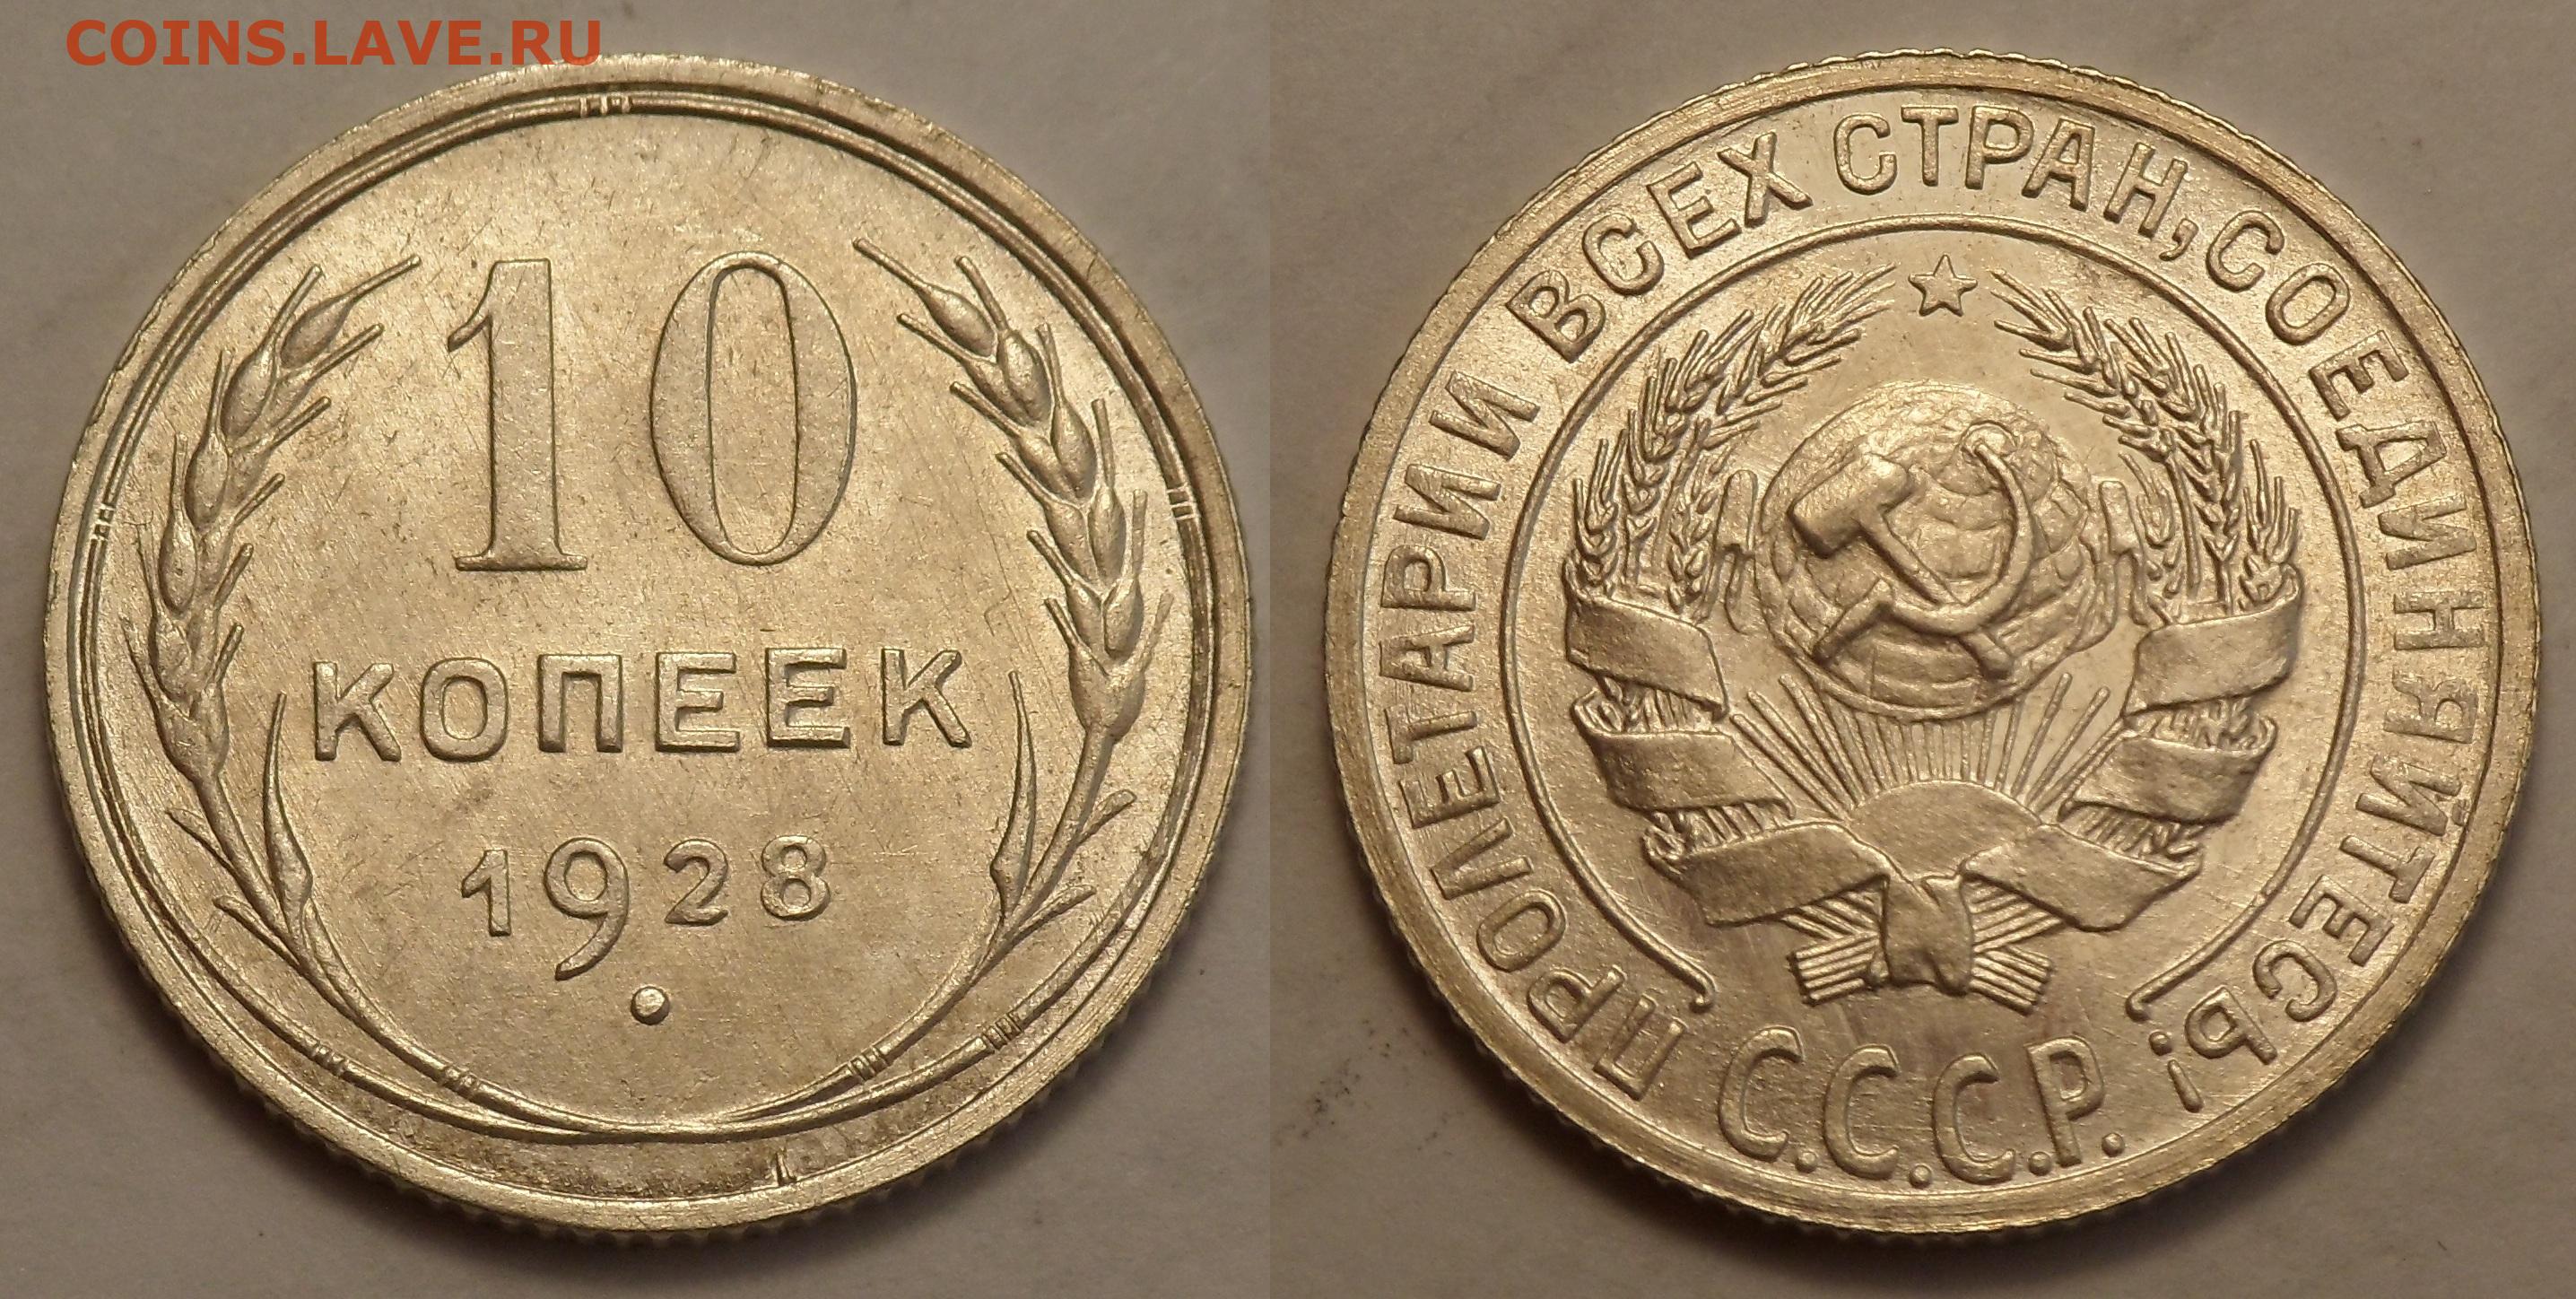 COINS.LAVE.RU
10
КОПЕЕК
1928
ПРОЛЕТАРИИ ВСЕХ СТРАН, СОЕДИНЯЙТЕСЬ!
С.С.С.Р.